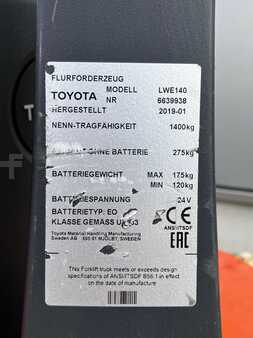 FLURFÖRDERZEUG
TOYOTA MODELL LWE140
NR 6639938
HERGESTELLT 2019-01
NENN-TRAGFÄHIGKEIT 1400kg
OHNE BATTERIE 275kg
BATTERIEGEWICHT MAX 175kg
MIN 120kg
BATTERIESPANNUNG 24V
BATTERIETYP: EO
KLASSE GEMÄSS
Toyota Material Handling Manufacturing
Sweden AB 595 81 MJÖLBY, SWEDEN
CE
ANSI/ITSDF
EAC
This Forklift truck meets or exceeds design
specifications of ANSI/ITSDF B56.1 in effect
on the date of manufacture